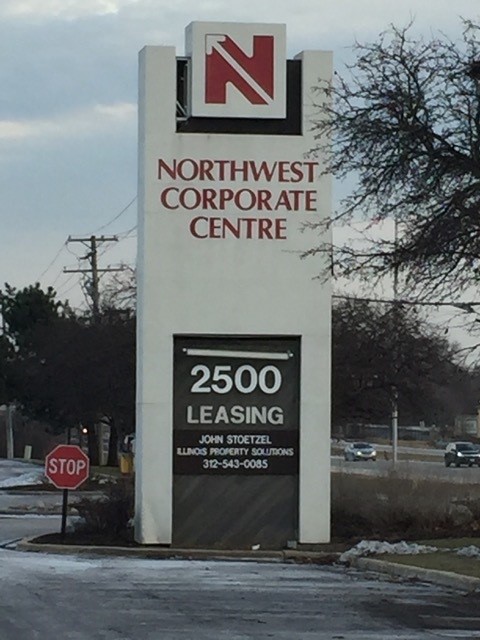 N
NORTHWEST
CORPORATE
CENTRE
2500
LEASING
JOHN STOETZEL
ILLINOIS PROPERTY SOLUTIONS
312-543-0085
STOP